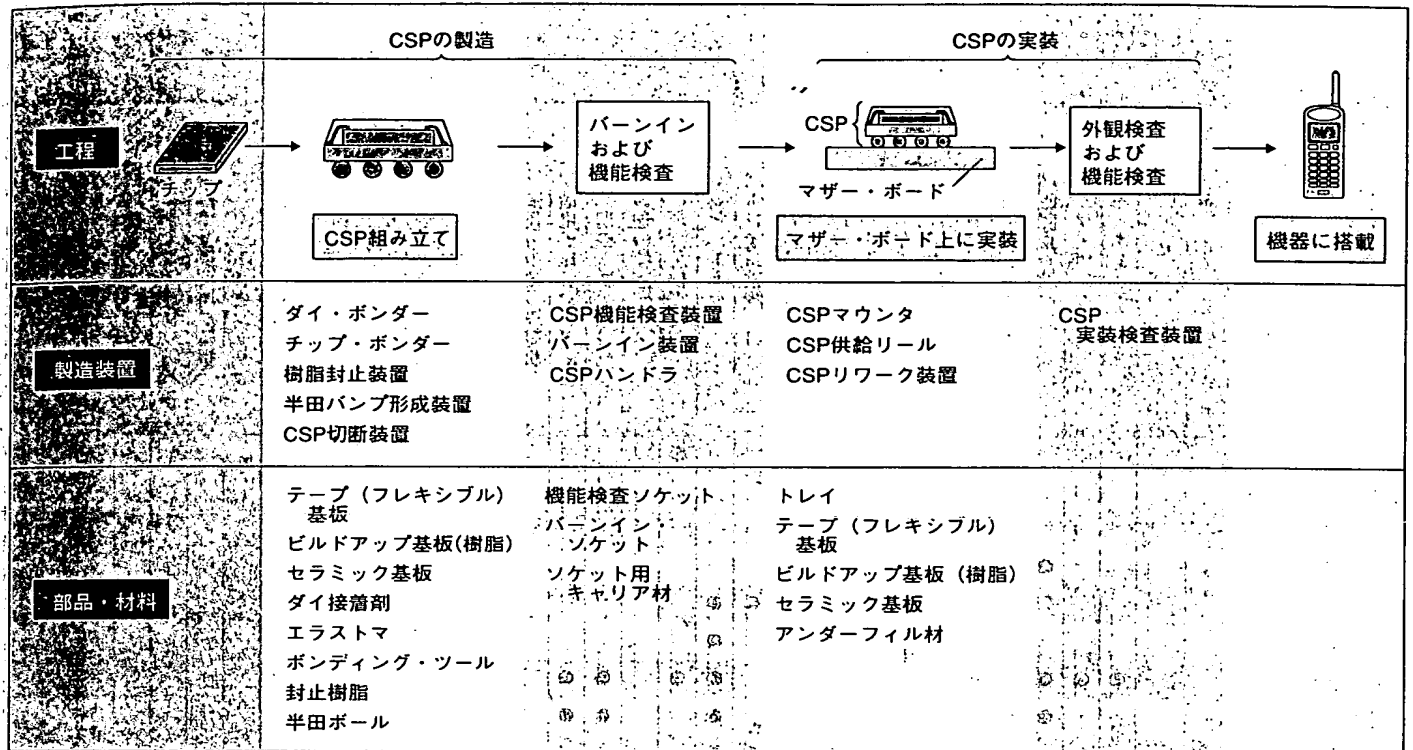 CSPの製造
CSPの実装
工程
チップ
CSP組み立て
バーンイン
および
機能検査
CSP
マザー・ボード
マザー・ボード上に実装
外観検査
および
機能検査
機器に搭載
製造装置
ダイ・ボンダー
チップ・ボンダー
樹脂封止装置
半田バンプ形成装置
CSP切断装置
CSP機能検査装置
バーンイン装置
CSPハンドラ
CSPマウンタ
CSP供給リール
CSPリワーク装置
CSP
実装検査装置
部品・材料
テープ（フレキシブル）
基板
ビルドアップ基板(樹脂)
セラミック基板
ダイ接着剤
エラストマ
ボンディング・ツール
封止樹脂
半田ボール
機能検査ソケット
バーンイン・
ソケット
ソケット用
キャリア材
トレイ
テープ（フレキシブル）
基板
ビルドアップ基板（樹脂）
セラミック基板
アンダーフィル材